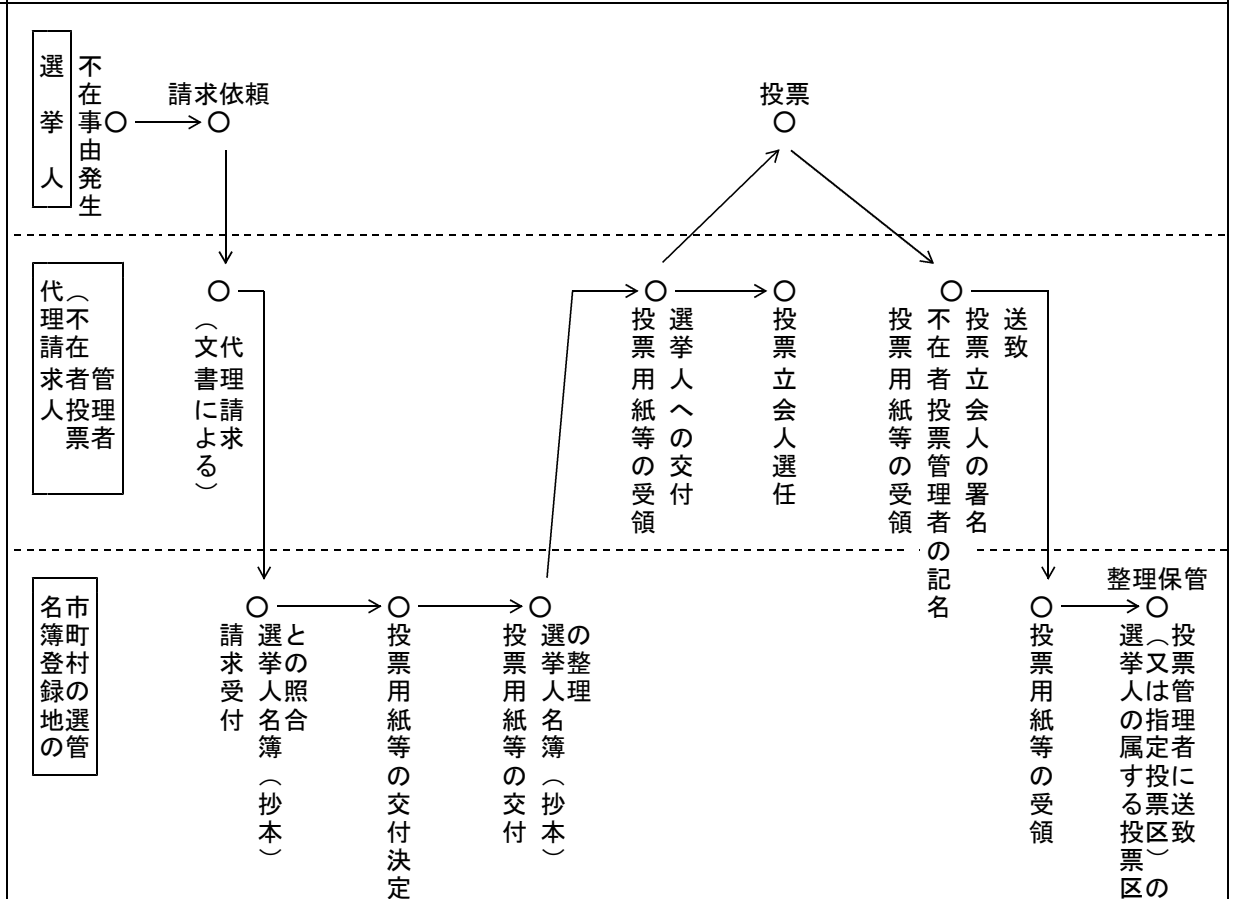 選挙人
不在事由発生
請求依頼
投票
代理請求人
（不在者投票
管理者
代理請求
（文書による）
投票用紙等の受領
選挙人への交付
投票立会人選任
投票用紙等の受領
不在者投票管理者の記名
投票立会人の署名
送致
名簿登録地の
市町村の選管
請求受付
選挙人名簿（抄本）
との照合
投票用紙等の交付決定
投票用紙等の交付
選挙人名簿（抄本）
の整理
投票用紙等の受領
整理保管
選挙人の属する投票区
（又は指定投票区）の
投票管理者に送致